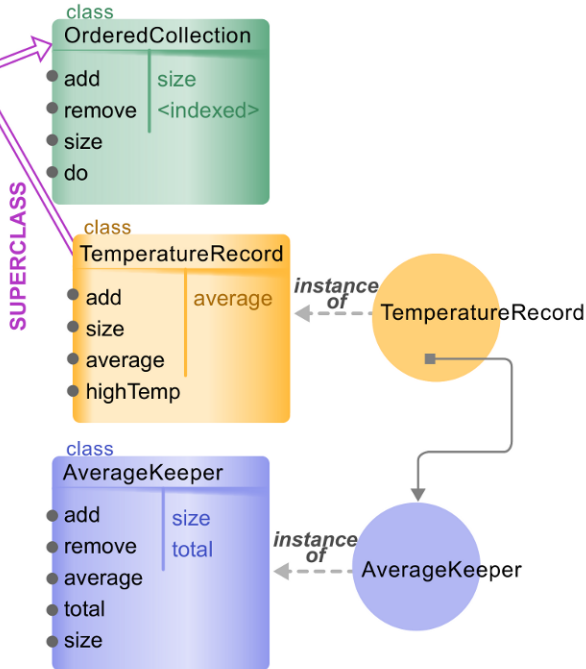 class
OrderedCollection
add
size
remove
<indexed>
size
do
SUPERCLASS
class
TemperatureRecord
add
average
size
average
highTemp
instance
of
TemperatureRecord
class
AverageKeeper
add
size
remove
total
average
total
size
instance
of
AverageKeeper